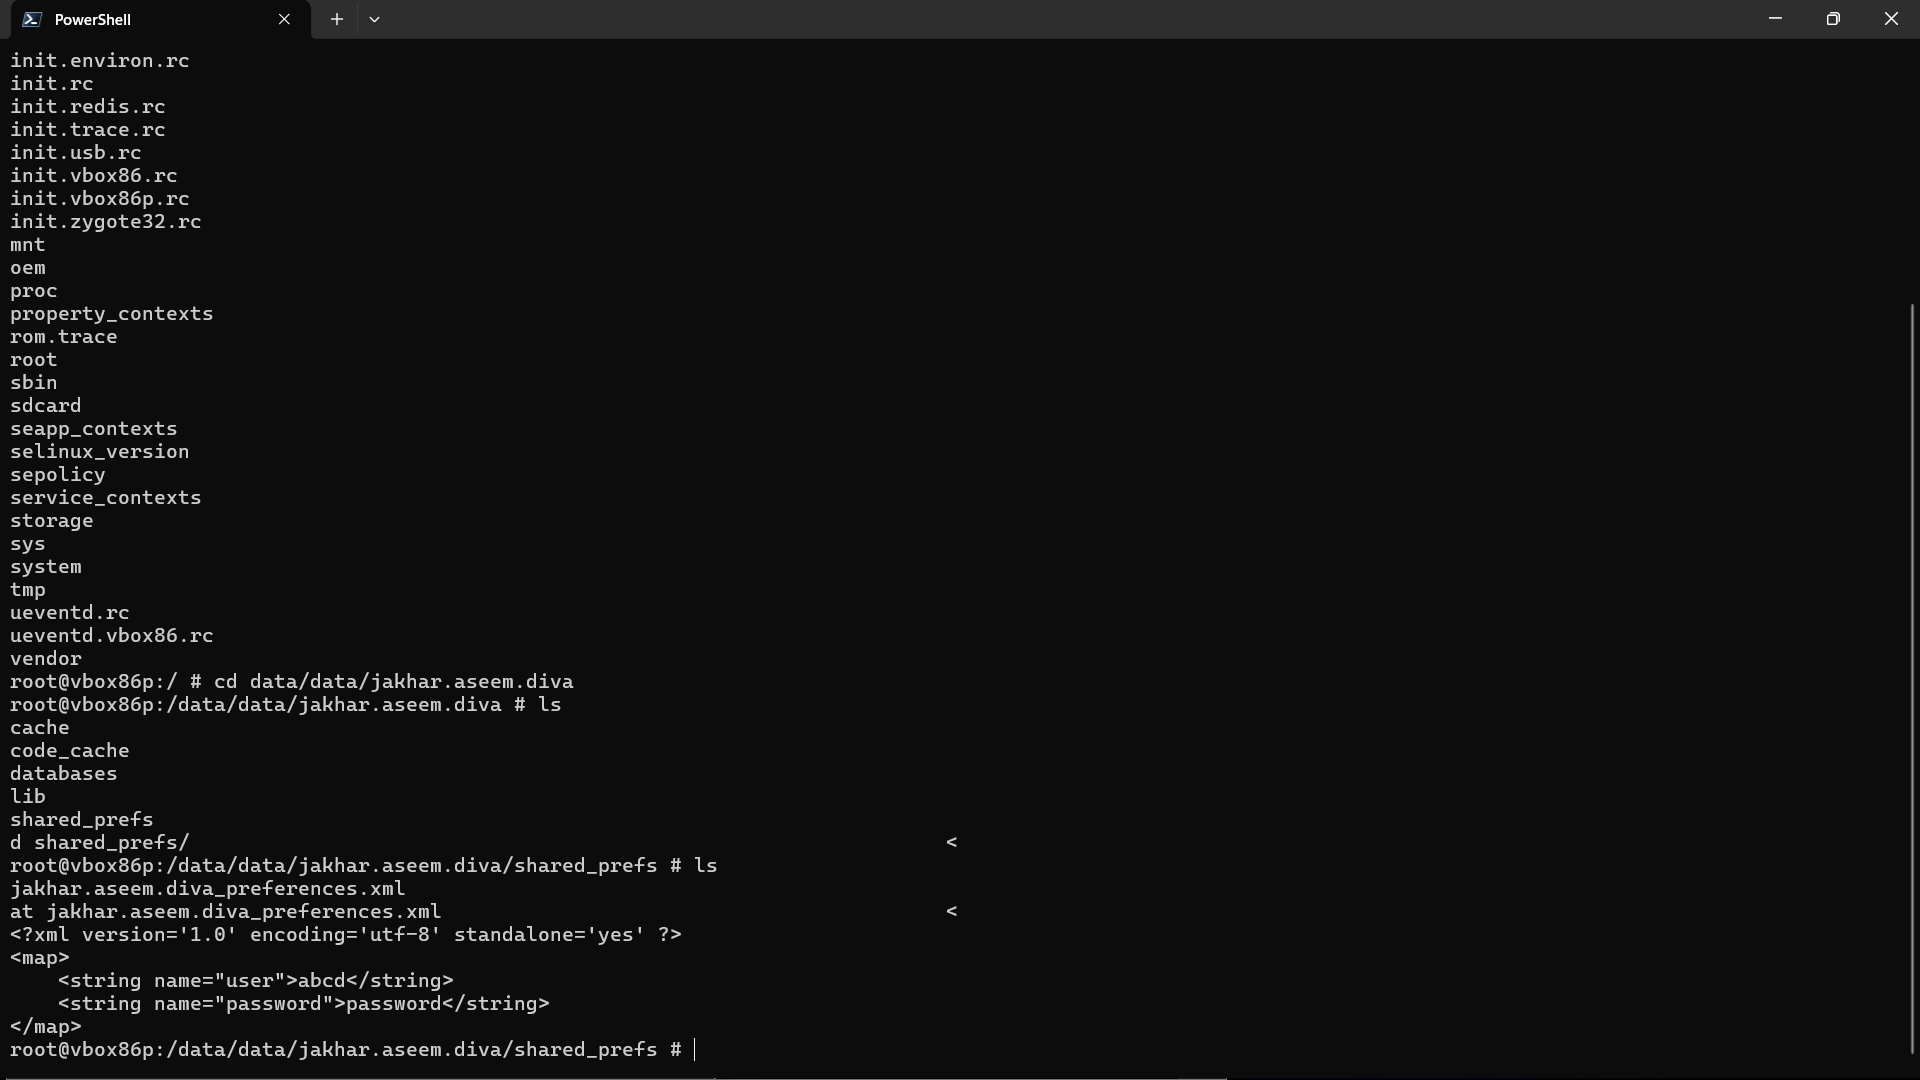 PowerShell
init.environ.rc
init.rc
init.redis.rc
init.trace.rc
init.usb.rc
init.vbox86.rc
init.vbox86p.rc
init.zygote32.rc
mnt
oem
proc
property_contexts
rom.trace
root
sbin
sdcard
seapp_contexts
selinux_version
sepolicy
service_contexts
storage
sys
system
tmp
ueventd.rc
ueventd.vbox86.rc
vendor
root@vbox86p:/ # cd data/data/jakhar.aseem.diva
root@vbox86p:/data/data/jakhar.aseem.diva # ls
cache
code_cache
databases
lib
shared_prefs
d shared_prefs/ <
root@vbox86p:/data/data/jakhar.aseem.diva/shared_prefs # ls
jakhar.aseem.diva_preferences.xml
at jakhar.aseem.diva_preferences.xml <
<?xml version='1.0' encoding='utf-8' standalone='yes' ?>
<map>
    <string name="user">abcd</string>
    <string name="password">password</string>
</map>
root@vbox86p:/data/data/jakhar.aseem.diva/shared_prefs #